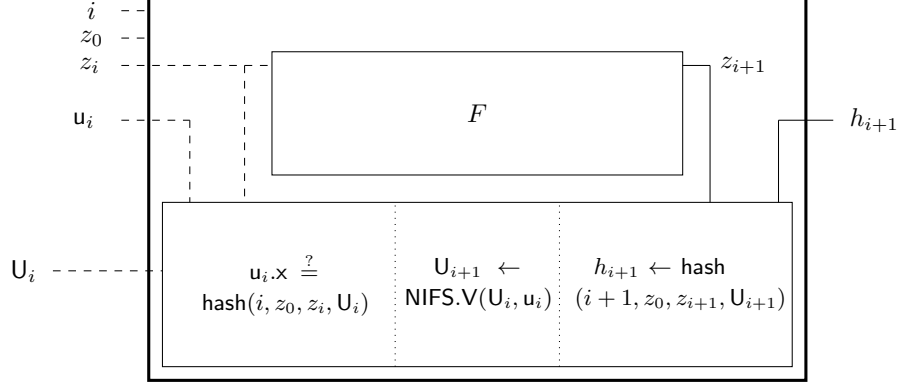 i
z₀
zᵢ
zᵢ₊₁
F
uᵢ
hᵢ₊₁
Uᵢ
uᵢ.x ≟
hash(i, z₀, zᵢ, Uᵢ)
Uᵢ₊₁ ←
NIFS.V(Uᵢ, uᵢ)
hᵢ₊₁ ← hash
(i + 1, z₀, zᵢ₊₁, Uᵢ₊₁)